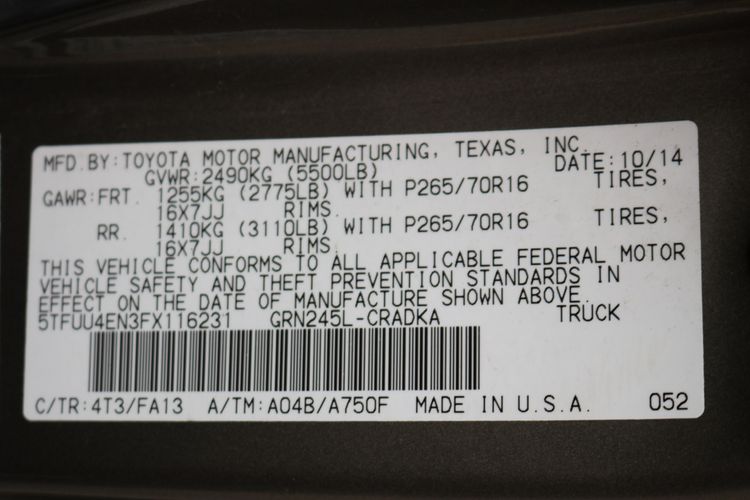 MFD. BY: TOYOTA MOTOR MANUFACTURING, TEXAS, INC.
GVWR: 2490KG (5500LB) DATE: 10/14
GAWR: FRT. 1255KG (2775LB) WITH P265/70R16 TIRES,
16X7JJ RIMS.
RR. 1410KG (3110LB) WITH P265/70R16 TIRES,
16X7JJ RIMS.
THIS VEHICLE CONFORMS TO ALL APPLICABLE FEDERAL MOTOR
VEHICLE SAFETY AND THEFT PREVENTION STANDARDS IN
EFFECT ON THE DATE OF MANUFACTURE SHOWN ABOVE.
5TFUU4EN3FX116231 GRN245L-CRADKA TRUCK
C/TR: 4T3/FA13 A/TM: A04B/A750F MADE IN U.S.A. 052